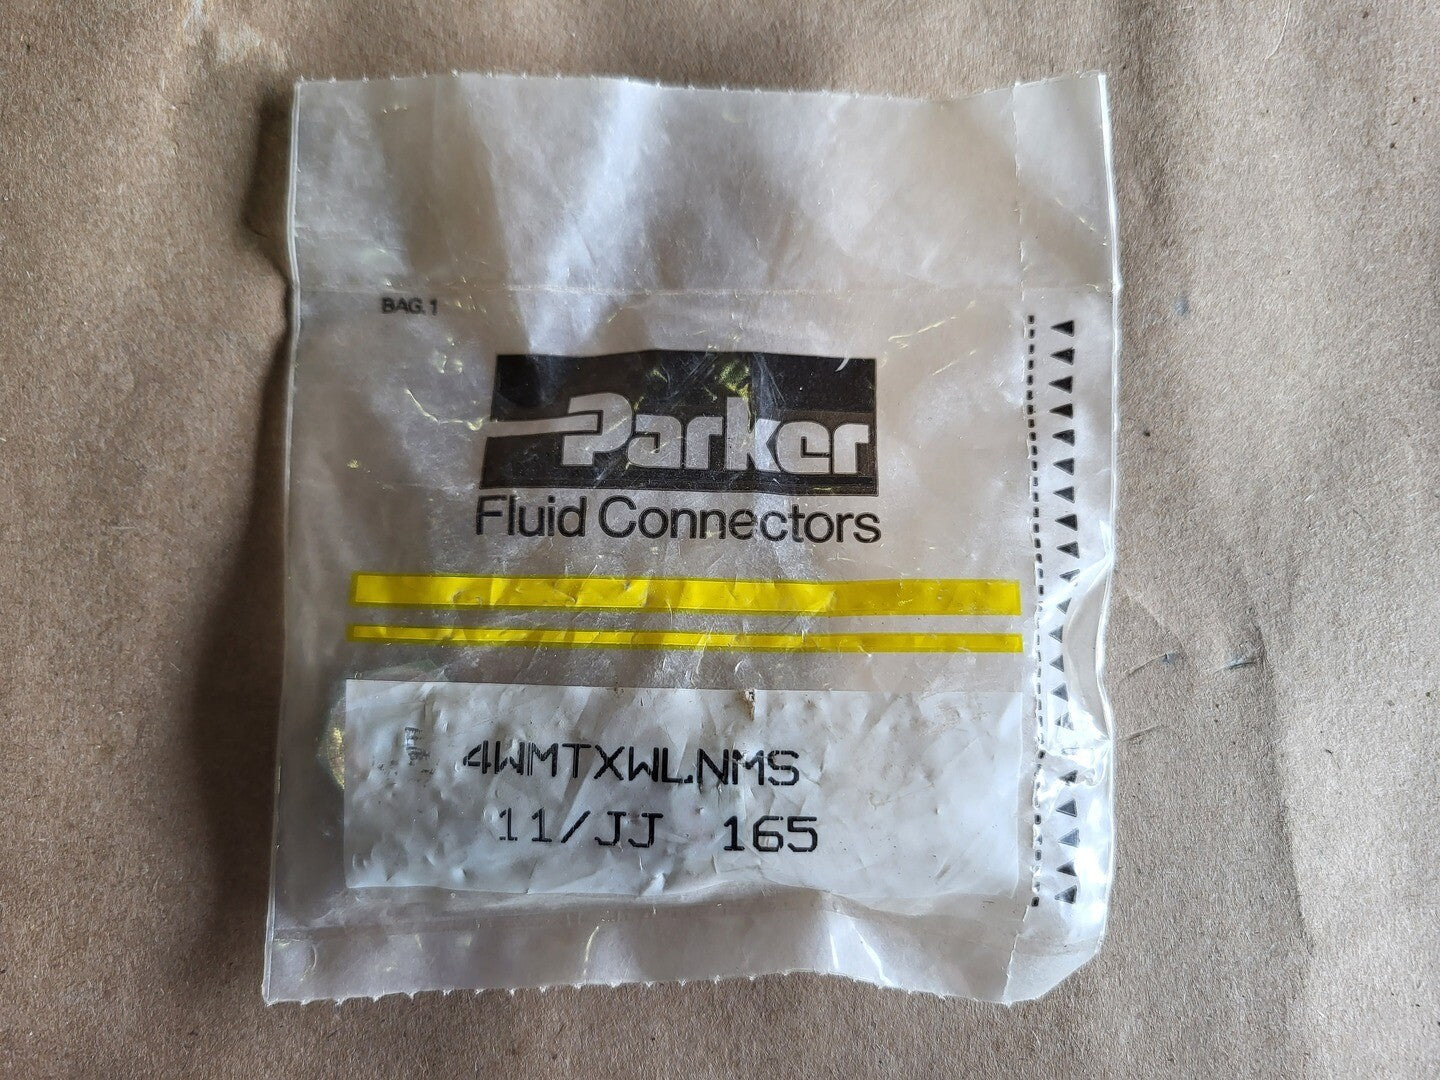 BAG.1
Parker
Fluid Connectors
4WMTXWLNMS
11/JJ 165